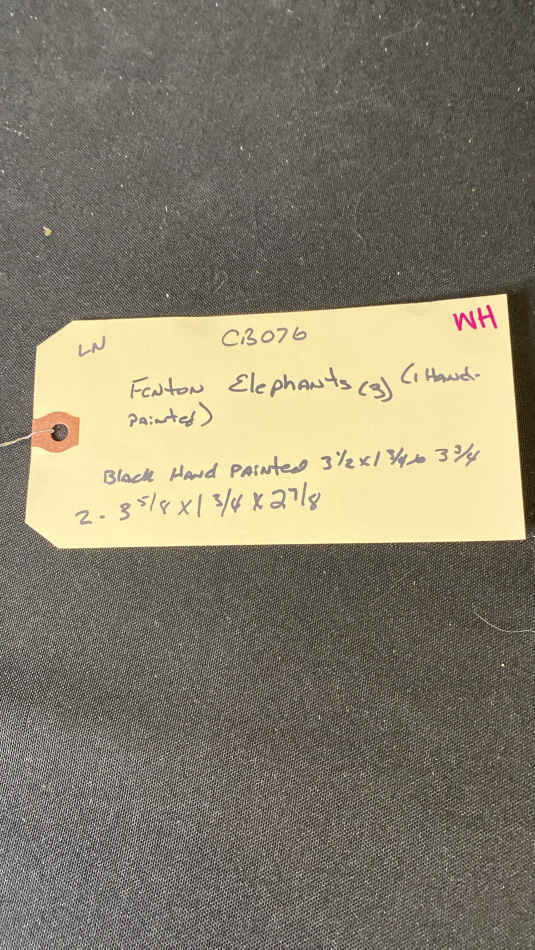 LN CB076 WH
Fenton Elephants (3) (1 Hand-
Painted)
Black Hand Painted 3 1/2 x 1 3/4 x 3 3/4
2 - 3 5/8 x 1 3/4 x 2 7/8